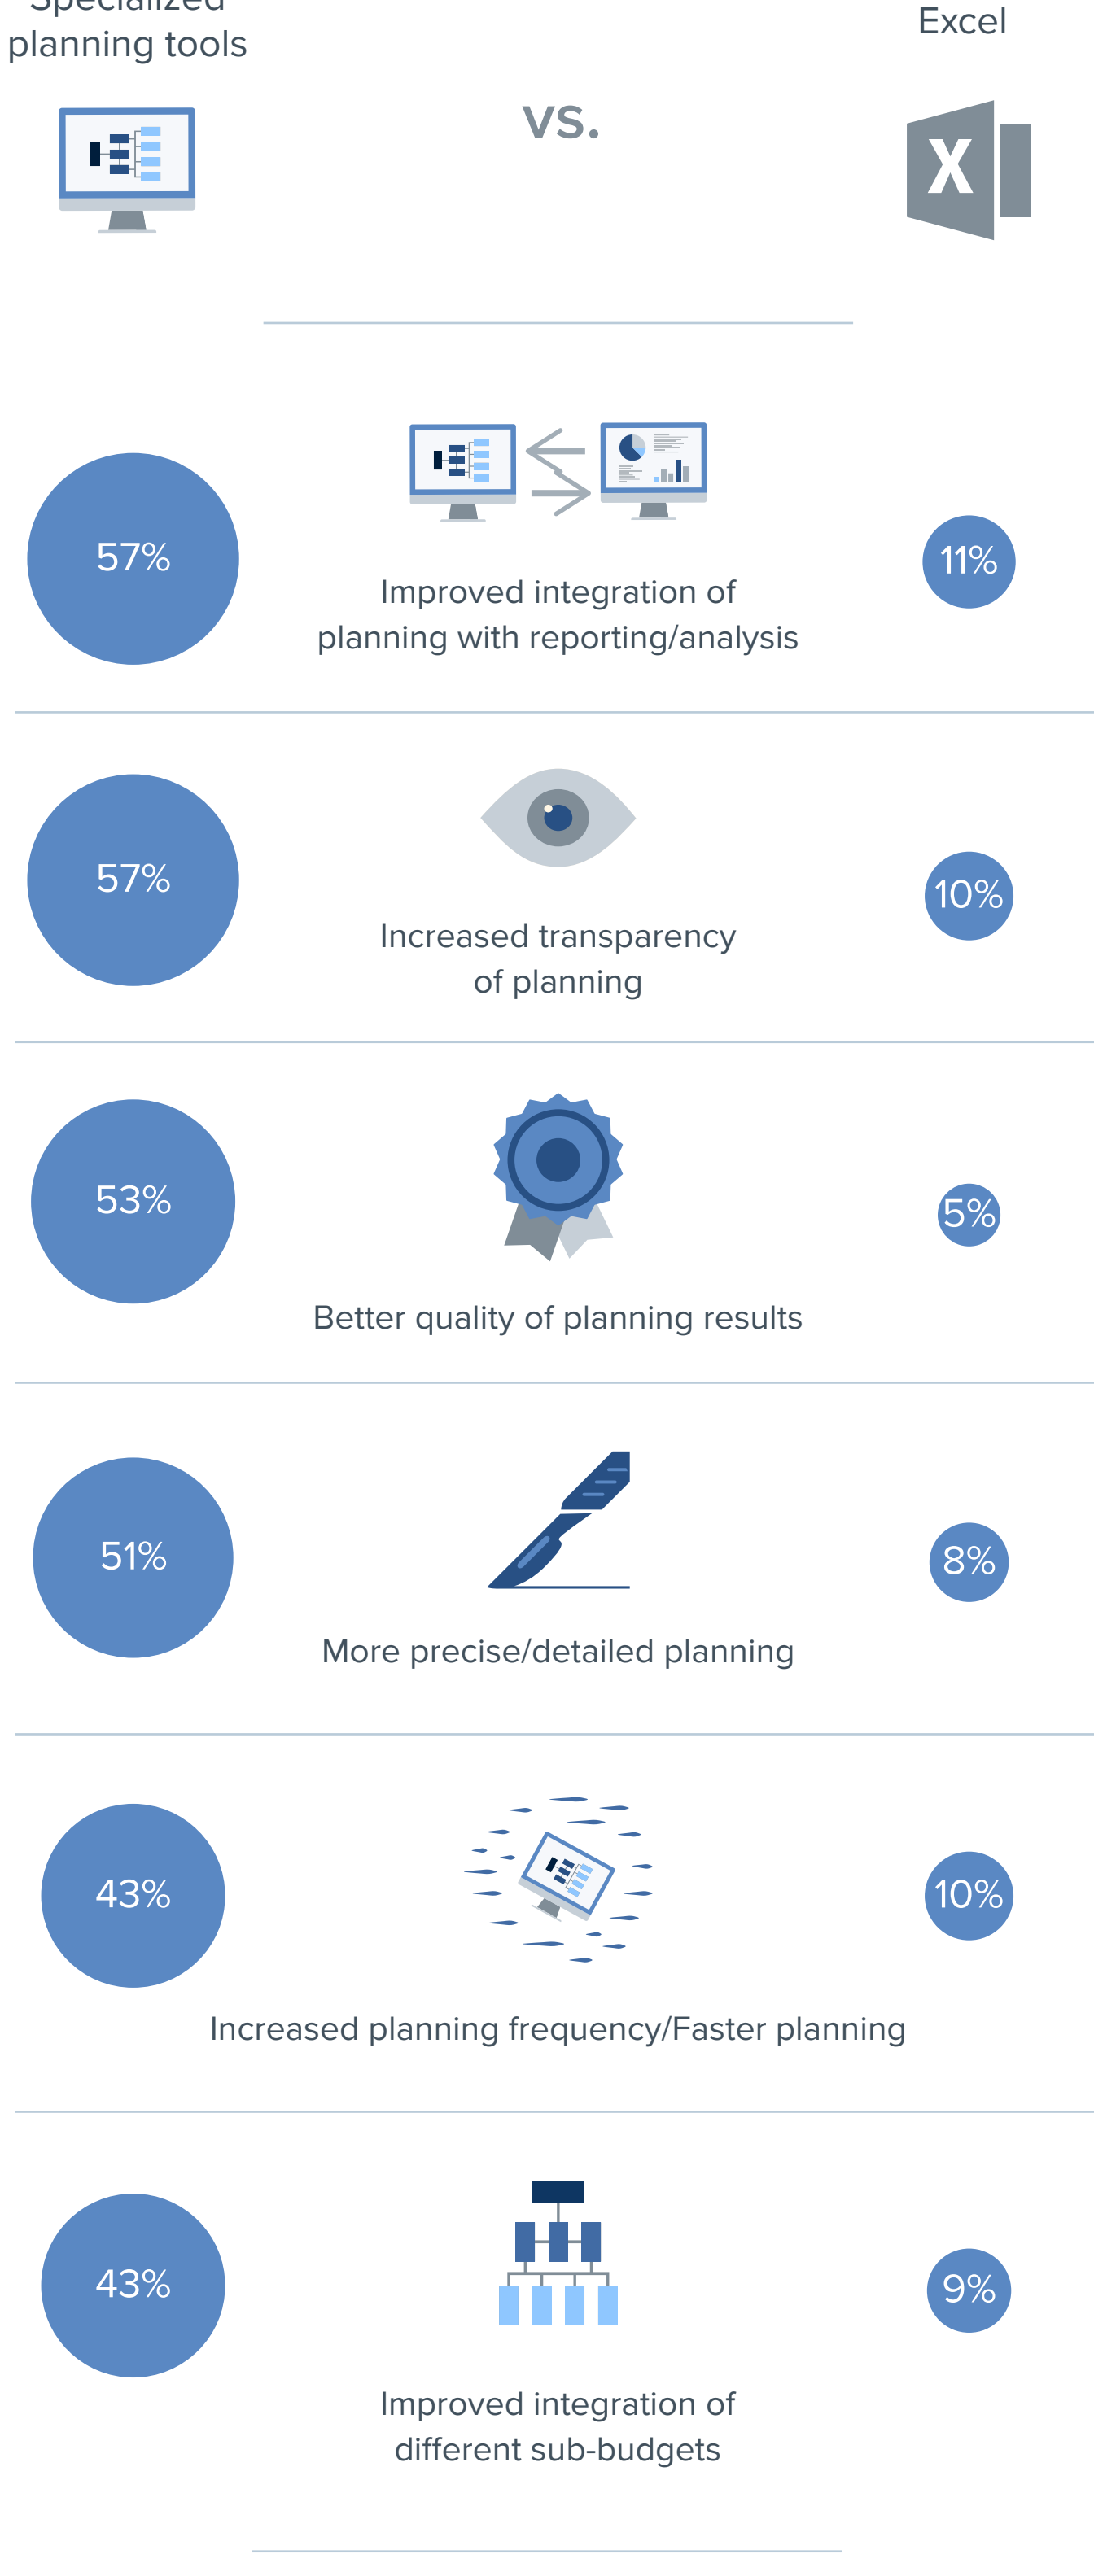 Specialized
planning tools
Excel
vs.
X
57%
Improved integration of
planning with reporting/analysis
11%
57%
Increased transparency
of planning
10%
53%
Better quality of planning results
5%
51%
More precise/detailed planning
8%
43%
Increased planning frequency/Faster planning
10%
43%
Improved integration of
different sub-budgets
9%